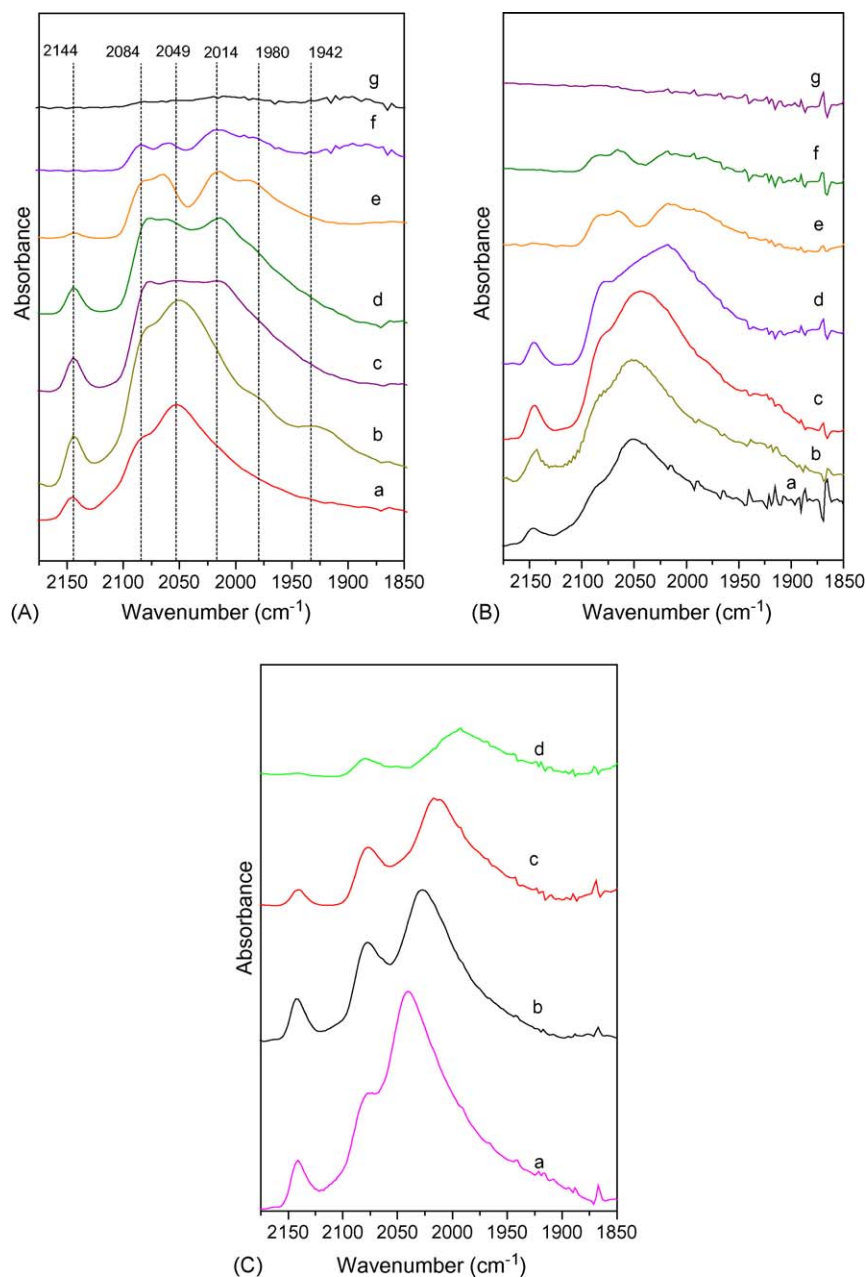 2144 2084 2049 2014 1980 1942
g
f
e
d
c
b
a
Absorbance
2150 2100 2050 2000 1950 1900 1850
(A) Wavenumber (cm-1)
g
f
e
d
c
b
a
Absorbance
2150 2100 2050 2000 1950 1900 1850
(B) Wavenumber (cm-1)
d
c
b
a
Absorbance
2150 2100 2050 2000 1950 1900 1850
(C) Wavenumber (cm-1)